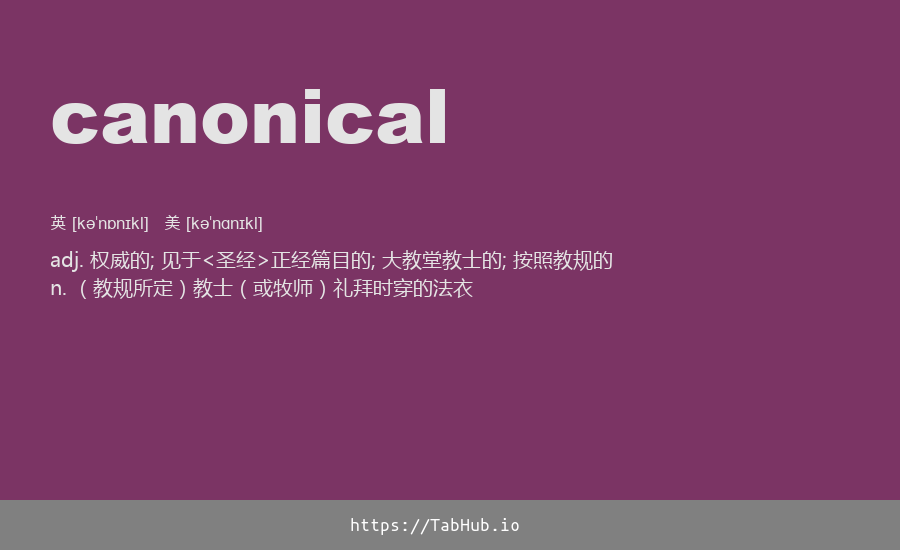 canonical
英 [kəˈnɒnɪkl] 美 [kəˈnɑnɪkl]
adj. 权威的; 见于<圣经>正经篇目的; 大教堂教士的; 按照教规的
n. （教规所定）教士（或牧师）礼拜时穿的法衣
https://TabHub.io